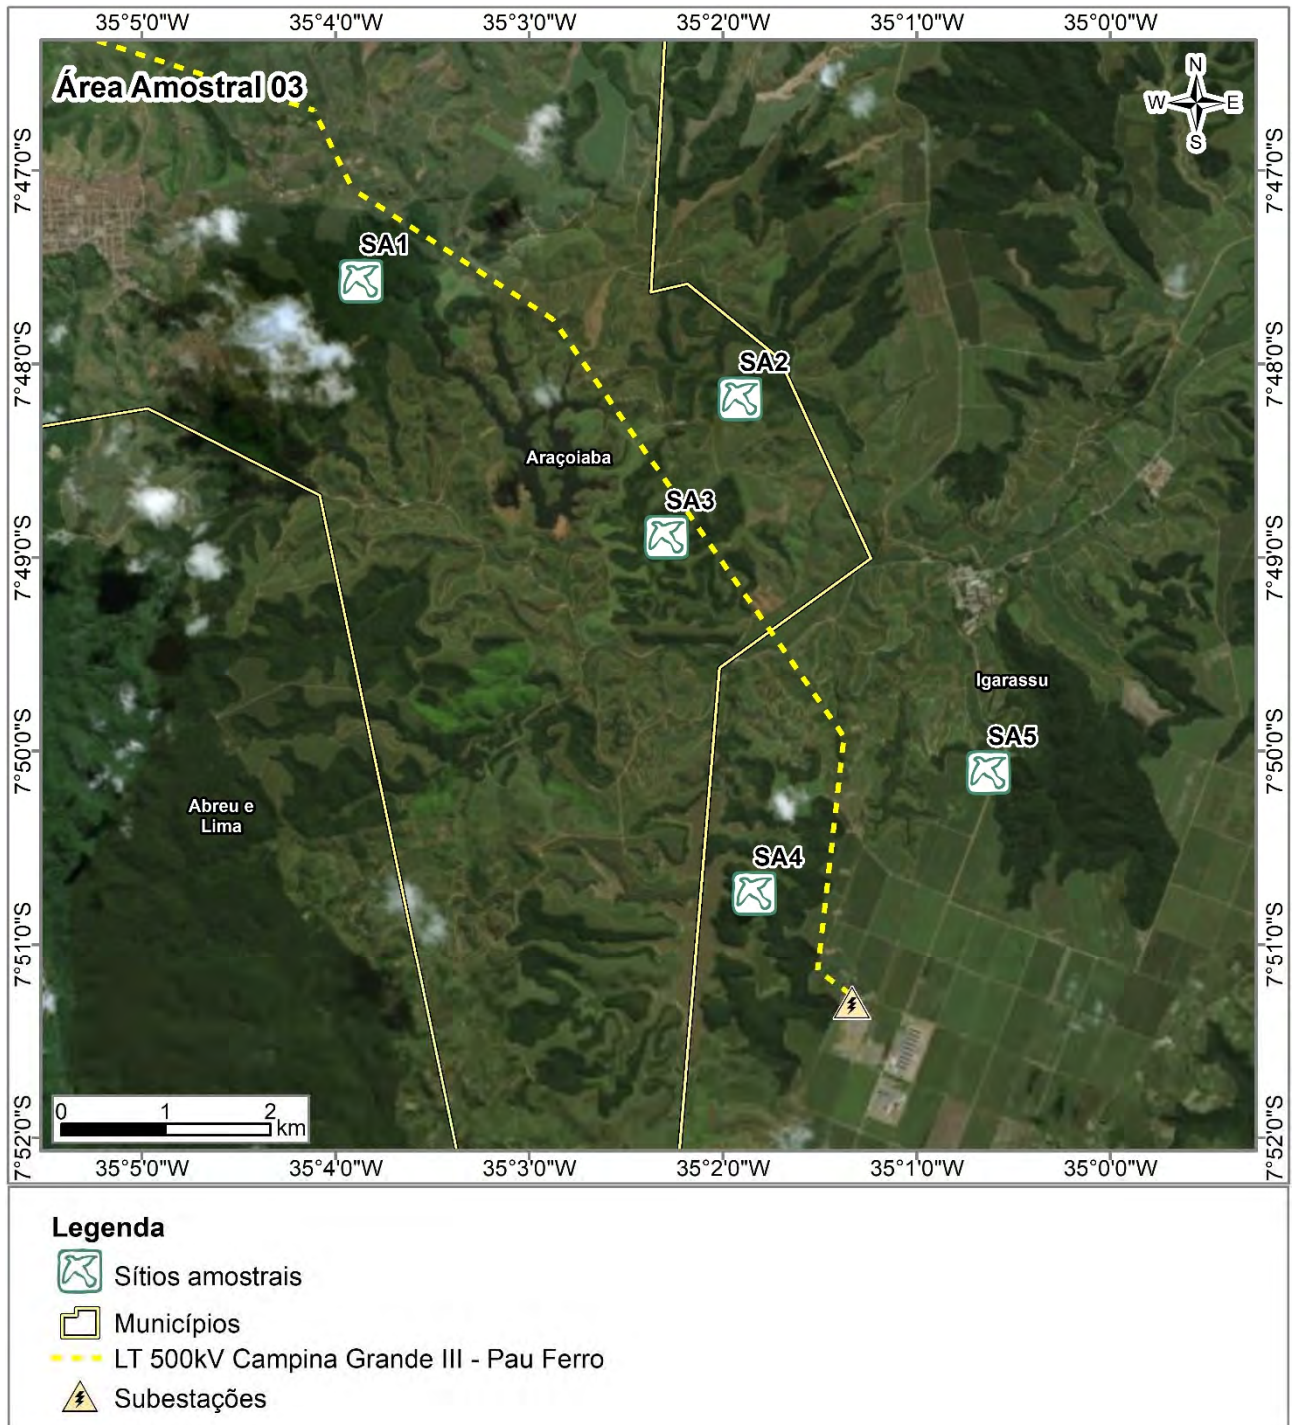 35°5'0"W 35°4'0"W 35°3'0"W 35°2'0"W 35°1'0"W 35°0'0"W
Área Amostral 03
N
W E
S
7°47'0"S 7°47'0"S
SA1
7°48'0"S 7°48'0"S
SA2
Araçoiaba
SA3
7°49'0"S 7°49'0"S
Igarassu
SA5
7°50'0"S 7°50'0"S
Abreu e
Lima
SA4
7°51'0"S 7°51'0"S
0 1 2
km
7°52'0"S 7°52'0"S
35°5'0"W 35°4'0"W 35°3'0"W 35°2'0"W 35°1'0"W 35°0'0"W
Legenda
Sítios amostrais
Municípios
LT 500kV Campina Grande III - Pau Ferro
Subestações